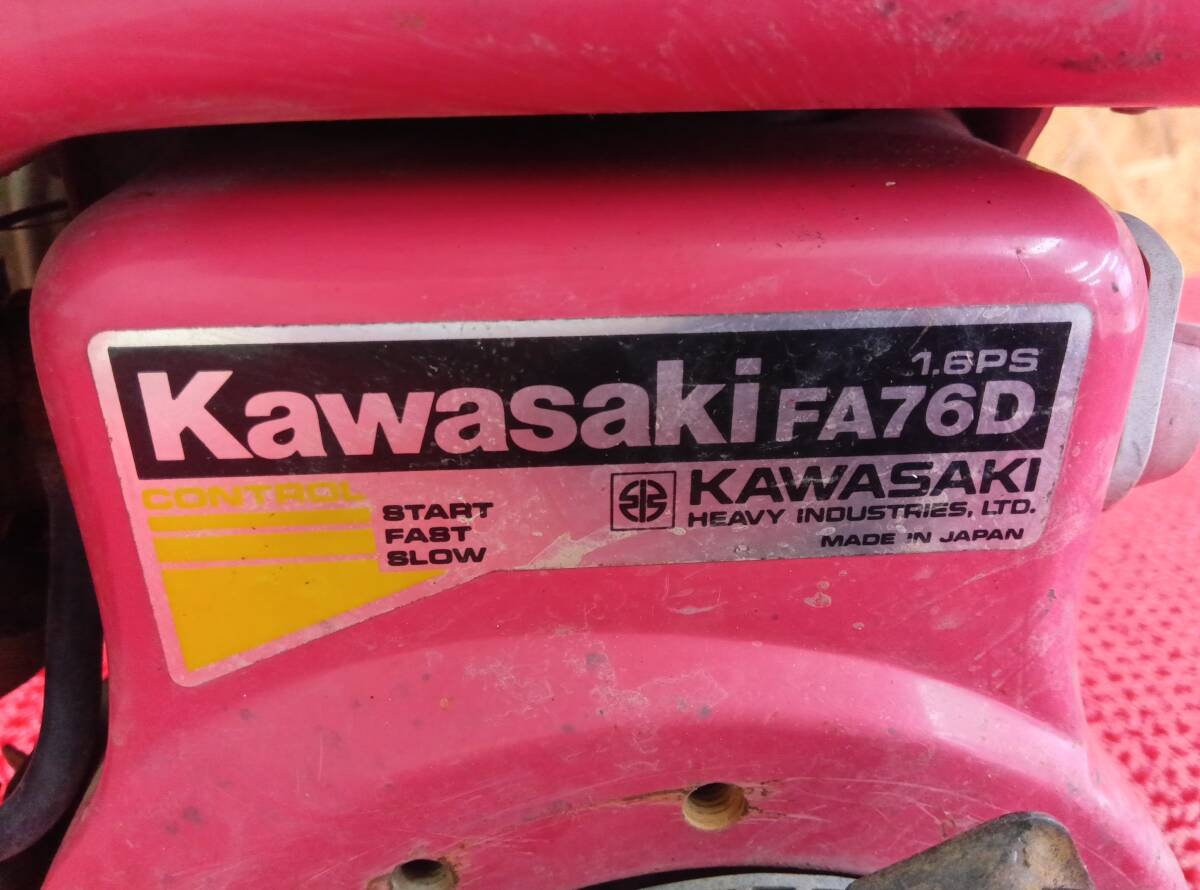 1.6PS
Kawasaki FA76D
CONTROL
START
FAST
SLOW
KAWASAKI
HEAVY INDUSTRIES, LTD.
MADE IN JAPAN